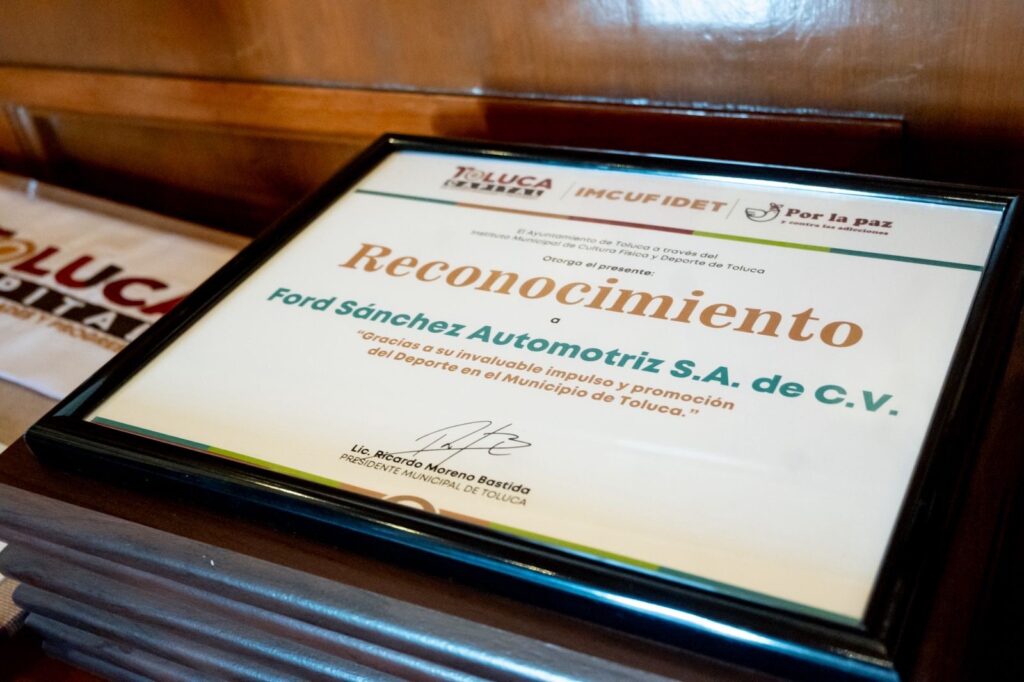 TOLUCA
CAPITAL
IMCUFIDET
Por la paz
y contra las adicciones
El Ayuntamiento de Toluca a través del
Instituto Municipal de Cultura Física y Deporte de Toluca
Otorga el presente:
Reconocimiento
a
Ford Sánchez Automotriz S.A. de C.V.
“Gracias a su invaluable impulso y promoción
del Deporte en el Municipio de Toluca.”
Lic. Ricardo Moreno Bastida
PRESIDENTE MUNICIPAL DE TOLUCA
TOLUCA